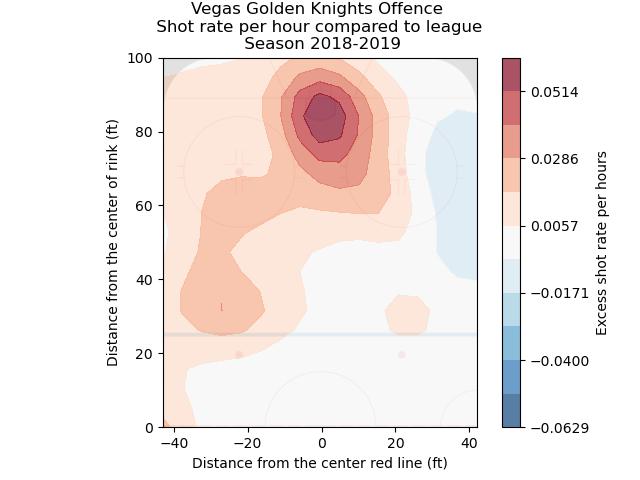 Vegas Golden Knights Offence
Shot rate per hour compared to league
Season 2018-2019
100
80
60
40
20
0
Distance from the center of rink (ft)
−40
−20
0
20
40
Distance from the center red line (ft)
0.0514
0.0286
0.0057
−0.0171
−0.0400
−0.0629
Excess shot rate per hours